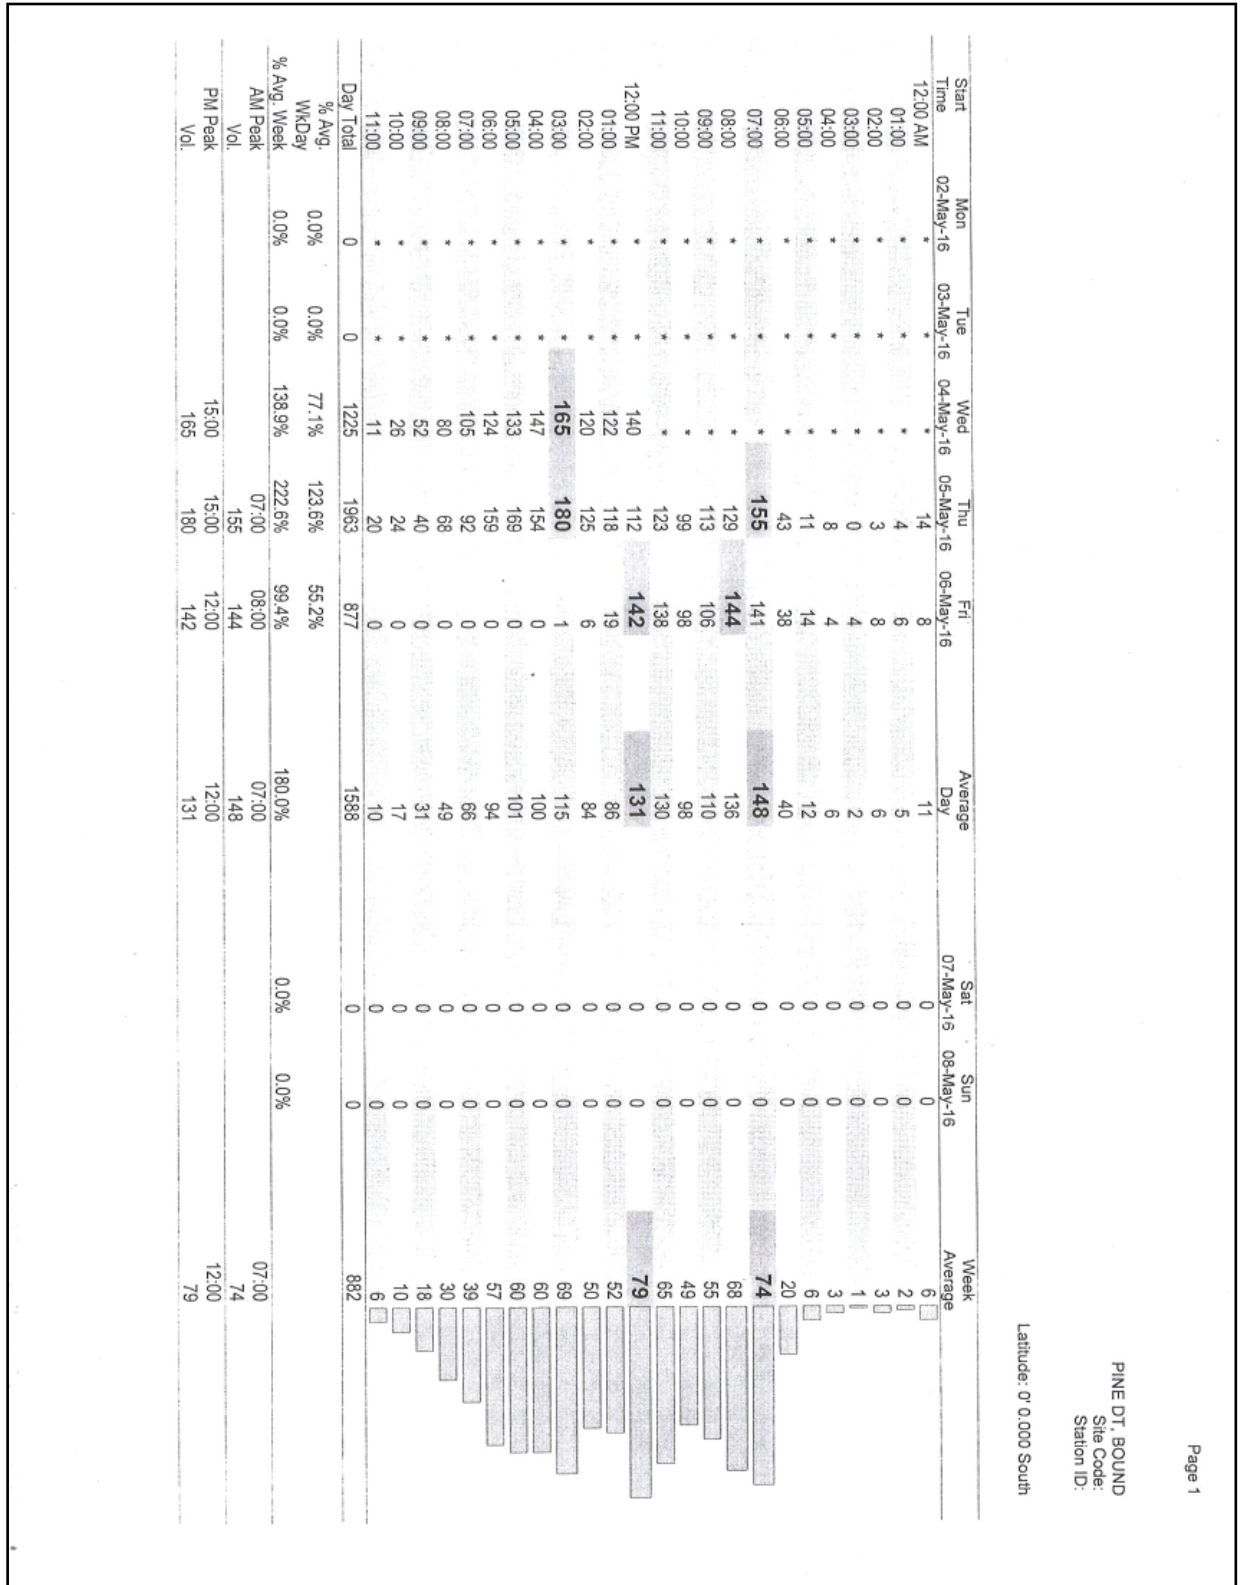 Page 1
PINE DT, BOUND
Site Code:
Station ID:
Latitude: 0' 0.000 South
Start Mon Tue Wed Thu Fri Average Sat Sun Week
Time 02-May-16 03-May-16 04-May-16 05-May-16 06-May-16 Day 07-May-16 08-May-16 Average
12:00 AM * * * 14 8 11 0 0 6
01:00 * * * 4 6 5 0 0 2
02:00 * * * 3 8 6 0 0 3
03:00 * * * 0 4 2 0 0 1
04:00 * * * 8 4 6 0 0 3
05:00 * * * 11 14 12 0 0 6
06:00 * * * 43 38 40 0 0 20
07:00 * * * 155 141 148 0 0 74
08:00 * * * 129 144 136 0 0 68
09:00 * * * 113 106 110 0 0 55
10:00 * * * 99 98 98 0 0 49
11:00 * * * 123 138 130 0 0 65
12:00 PM * * 140 112 142 131 0 0 79
01:00 * * 122 118 19 86 0 0 52
02:00 * * 120 125 6 84 0 0 50
03:00 * * 165 180 1 115 0 0 69
04:00 * * 147 154 0 100 0 0 60
05:00 * * 133 169 0 101 0 0 60
06:00 * * 124 159 0 94 0 0 57
07:00 * * 105 92 0 66 0 0 39
08:00 * * 80 68 0 49 0 0 30
09:00 * * 52 40 0 31 0 0 18
10:00 * * 26 24 0 17 0 0 10
11:00 * * 11 20 0 10 0 0 6
Day Total 0 0 1225 1963 877 1588 0 0 882
% Avg.
WkDay 0.0% 0.0% 77.1% 123.6% 55.2%
% Avg. Week 0.0% 0.0% 138.9% 222.6% 99.4% 180.0% 0.0% 0.0%
AM Peak 07:00 08:00 07:00 07:00
Vol. 155 144 148 74
PM Peak 15:00 15:00 12:00 12:00 12:00
Vol. 165 180 142 131 79